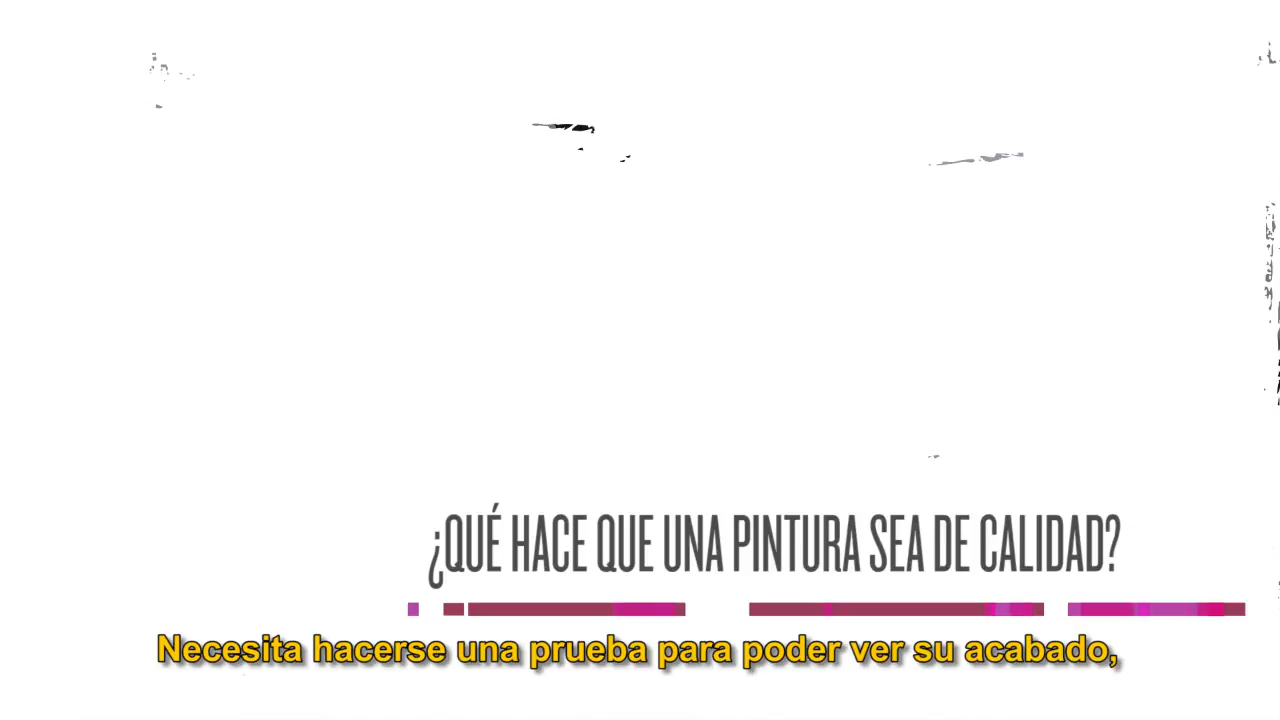 ¿QUÉ HACE QUE UNA PINTURA SEA DE CALIDAD?
Necesita hacerse una prueba para poder ver su acabado,